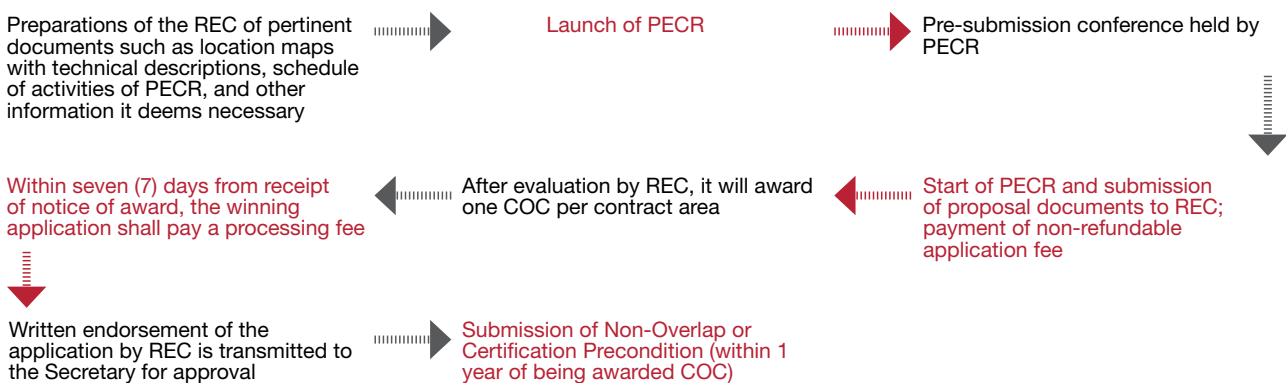 Preparations of the REC of pertinent
documents such as location maps
with technical descriptions, schedule
of activities of PECR, and other
information it deems necessary
Launch of PECR
Pre-submission conference held by
PECR
Start of PECR and submission
of proposal documents to REC;
payment of non-refundable
application fee
After evaluation by REC, it will award
one COC per contract area
Within seven (7) days from receipt
of notice of award, the winning
application shall pay a processing fee
Written endorsement of the
application by REC is transmitted to
the Secretary for approval
Submission of Non-Overlap or
Certification Precondition (within 1
year of being awarded COC)